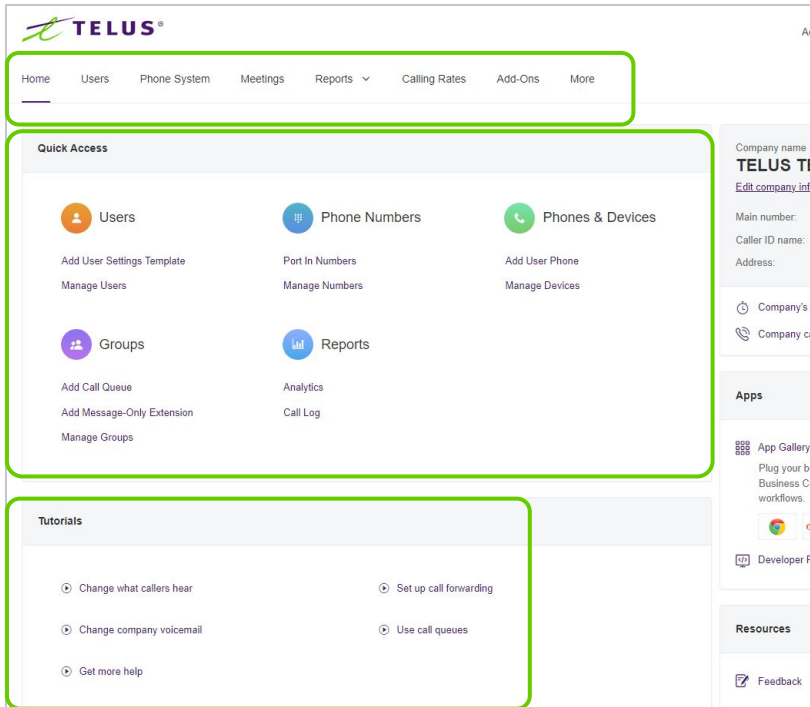 TELUS®
Home Users Phone System Meetings Reports Calling Rates Add-Ons More
Quick Access
Users Phone Numbers Phones & Devices
Add User Settings Template Port In Numbers Add User Phone
Manage Users Manage Numbers Manage Devices
Groups Reports
Add Call Queue Analytics
Add Message-Only Extension Call Log
Manage Groups
Tutorials
Change what callers hear Set up call forwarding
Change company voicemail Use call queues
Get more help
Company name
TELUS
Edit company
Main number:
Caller ID name:
Address:
Company's
Company
Apps
App Gallery
Plug your
Business
workflows.
Developer
Resources
Feedback